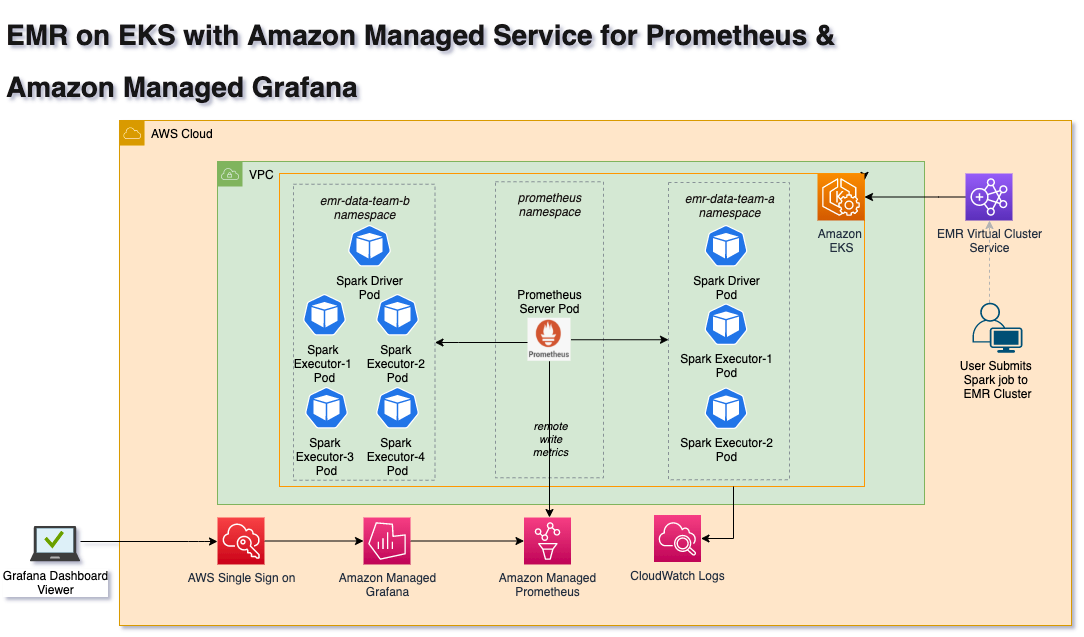 EMR on EKS with Amazon Managed Service for Prometheus &
Amazon Managed Grafana
AWS Cloud
VPC
emr-data-team-b
namespace
Spark Driver
Pod
Spark
Executor-1
Pod
Spark
Executor-2
Pod
Spark
Executor-3
Pod
Spark
Executor-4
Pod
prometheus
namespace
Prometheus
Server Pod
Prometheus
remote
write
metrics
emr-data-team-a
namespace
Spark Driver
Pod
Spark Executor-1
Pod
Spark Executor-2
Pod
Amazon
EKS
EMR Virtual Cluster
Service
User Submits
Spark job to
EMR Cluster
Grafana Dashboard
Viewer
AWS Single Sign on
Amazon Managed
Grafana
Amazon Managed
Prometheus
CloudWatch Logs